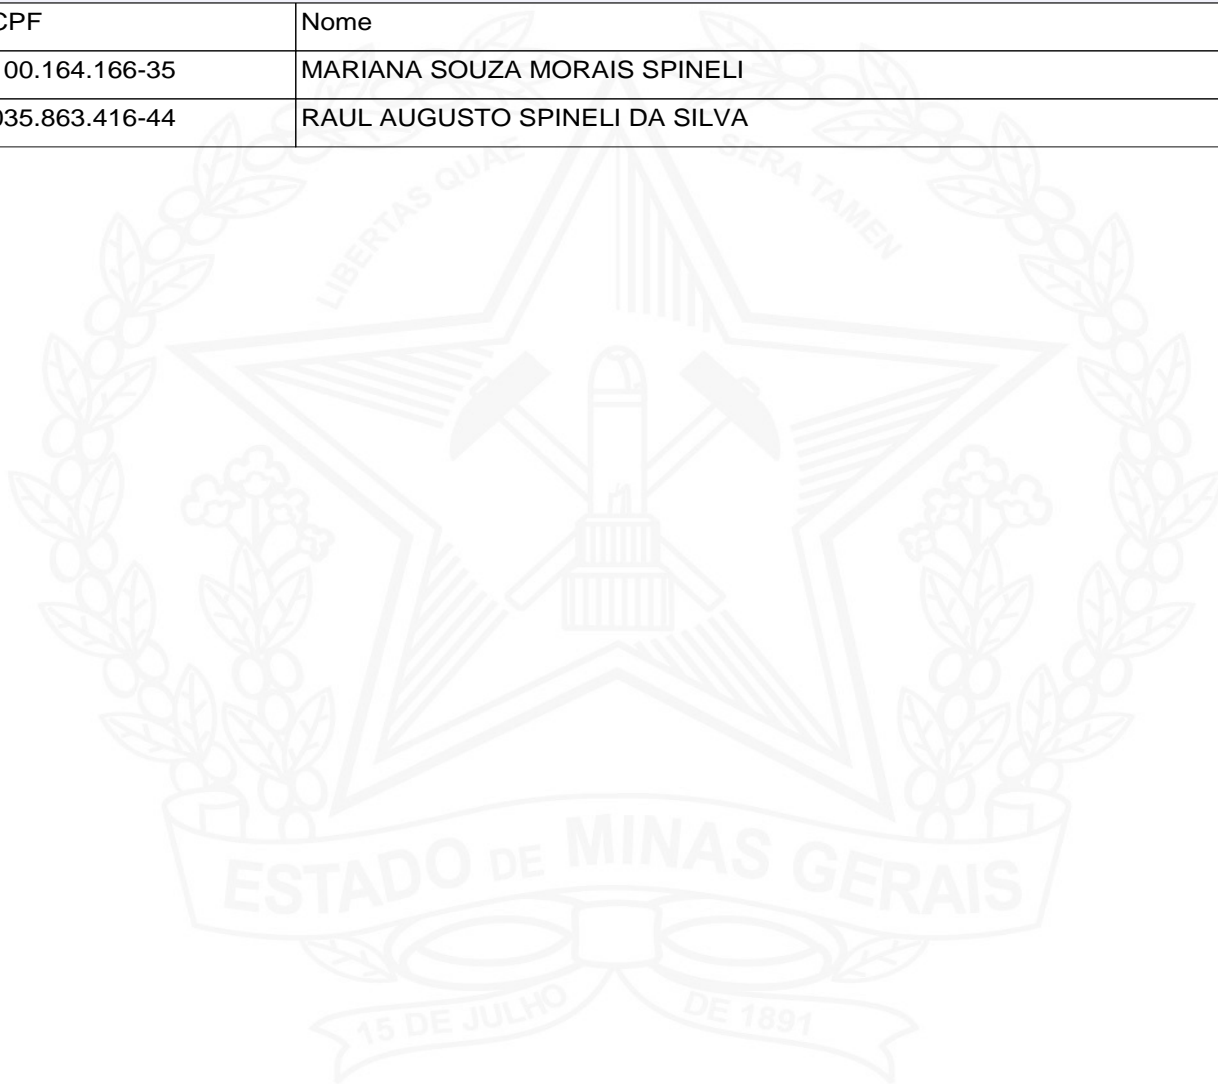 CPF Nome
00.164.166-35 MARIANA SOUZA MORAIS SPINELI
035.863.416-44 RAUL AUGUSTO SPINELI DA SILVA
LIBERTAS QUAE SERA TAMEN
ESTADO DE MINAS GERAIS
15 DE JULHO DE 1891